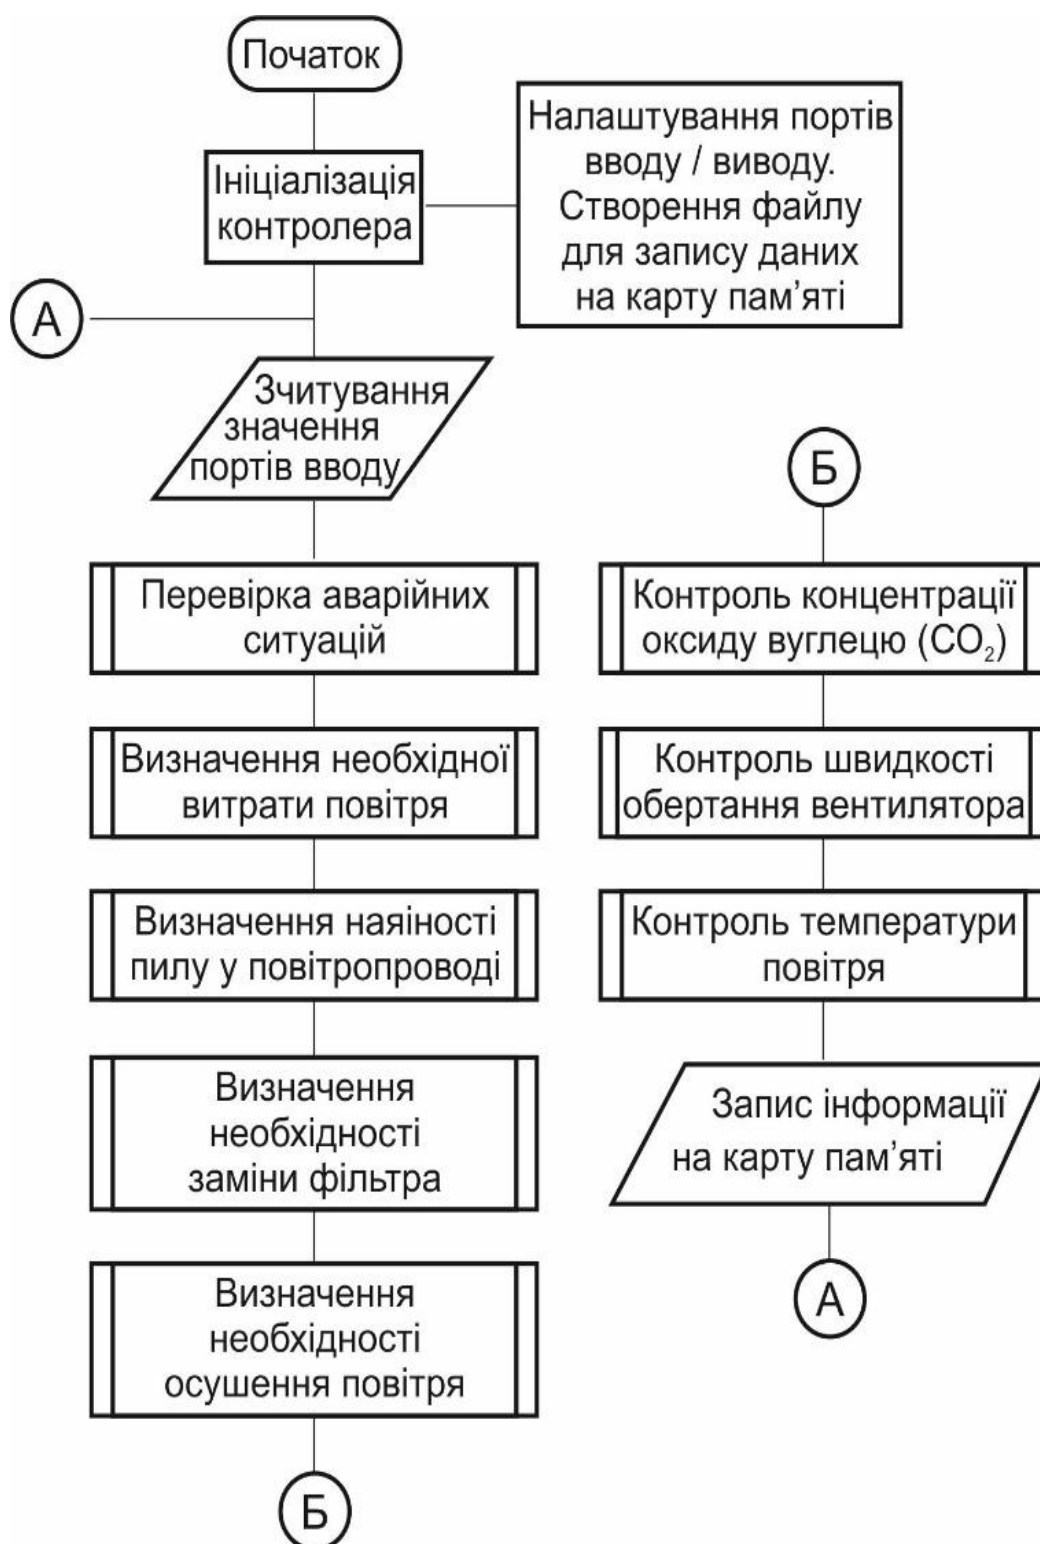 Початок
Ініціалізація
контролера
Налаштування портів
вводу / виводу.
Створення файлу
для запису даних
на карту пам’яті
А
Зчитування
значення
портів вводу
Перевірка аварійних
ситуацій
Визначення необхідної
витрати повітря
Визначення наяіності
пилу у повітропроводі
Визначення
необхідності
заміни фільтра
Визначення
необхідності
осушення повітря
Б
Б
Контроль концентрації
оксиду вуглецю (CO₂)
Контроль швидкості
обертання вентилятора
Контроль температури
повітря
Запис інформації
на карту пам’яті
А